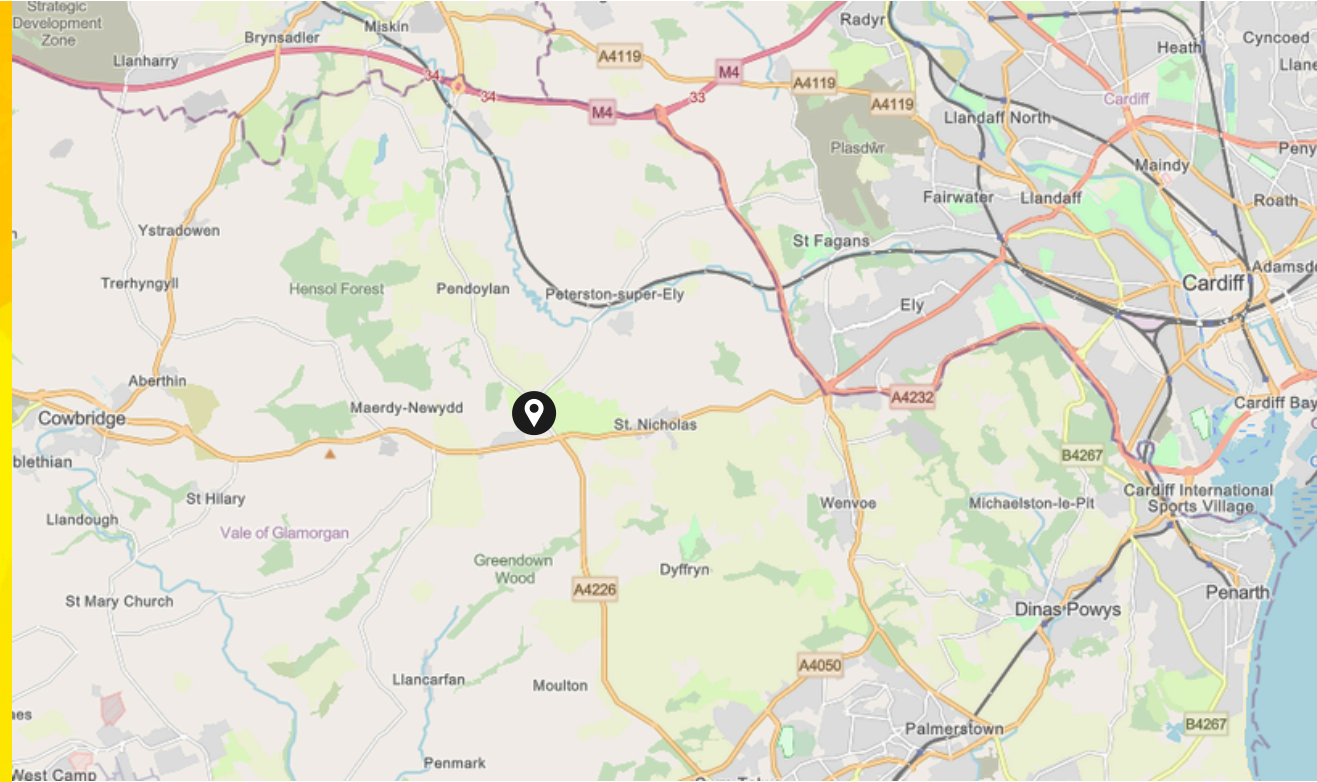 Strategic
Development
Zone
Miskin
Brynsadler
Llanharry
34
34
A4119
M4
M4
33
A4119
A4119
Radyr
Heath
Cyncoed
Cardiff
Llandaff North
Plasdŵr
Maindy
Fairwater
Llandaff
Roath
Ystradowen
St Fagans
Trerhyngyll
Hensol Forest
Pendoylan
Peterston-super-Ely
Ely
Cardiff
Aberthin
Maerdy-Newydd
Cowbridge
St. Nicholas
A4232
Cardiff Bay
B4267
St Hilary
Llandough
Vale of Glamorgan
Wenvoe
Michaelston-le-Pit
Cardiff International
Sports Village
Greendown
Wood
Dyffryn
A4226
St Mary Church
Dinas Powys
Penarth
A4050
Llancarfan
Moulton
Palmerstown
B4267
Penmark
West Camp